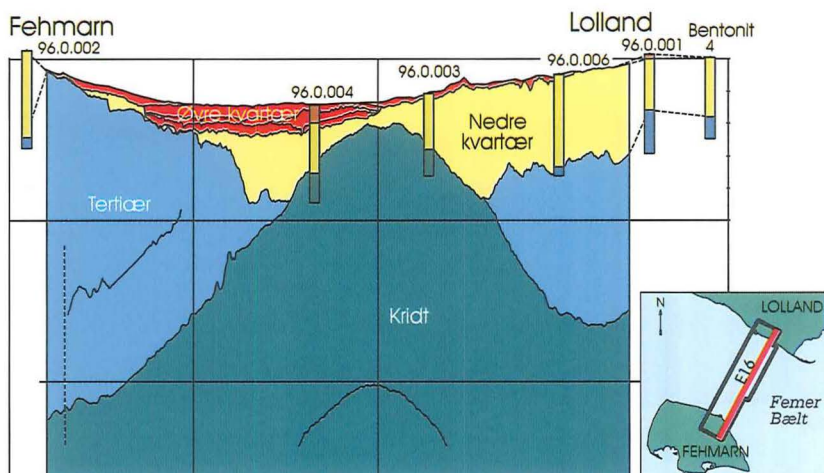 Fehmarn
Lolland
Bentonit
96.0.002
96.0.004
96.0.003
96.0.006
96.0.001
4
Øvre kvartær
Nedre
kvartær
Tertiær
Kridt
N
LOLLAND
E16
Femer
Bælt
FEHMARN